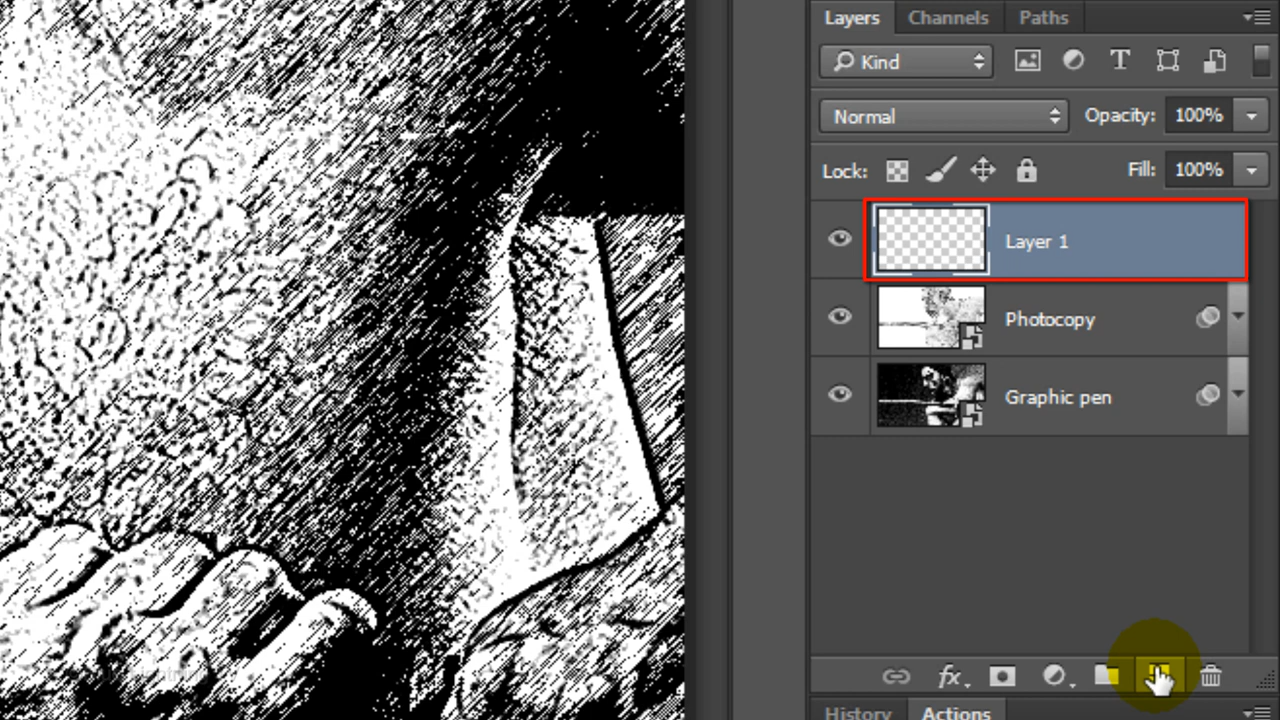 Layers Channels Paths
Kind T
Normal Opacity: 100%
Lock: Fill: 100%
Layer 1
Photocopy
Graphic pen
fx
History Actions